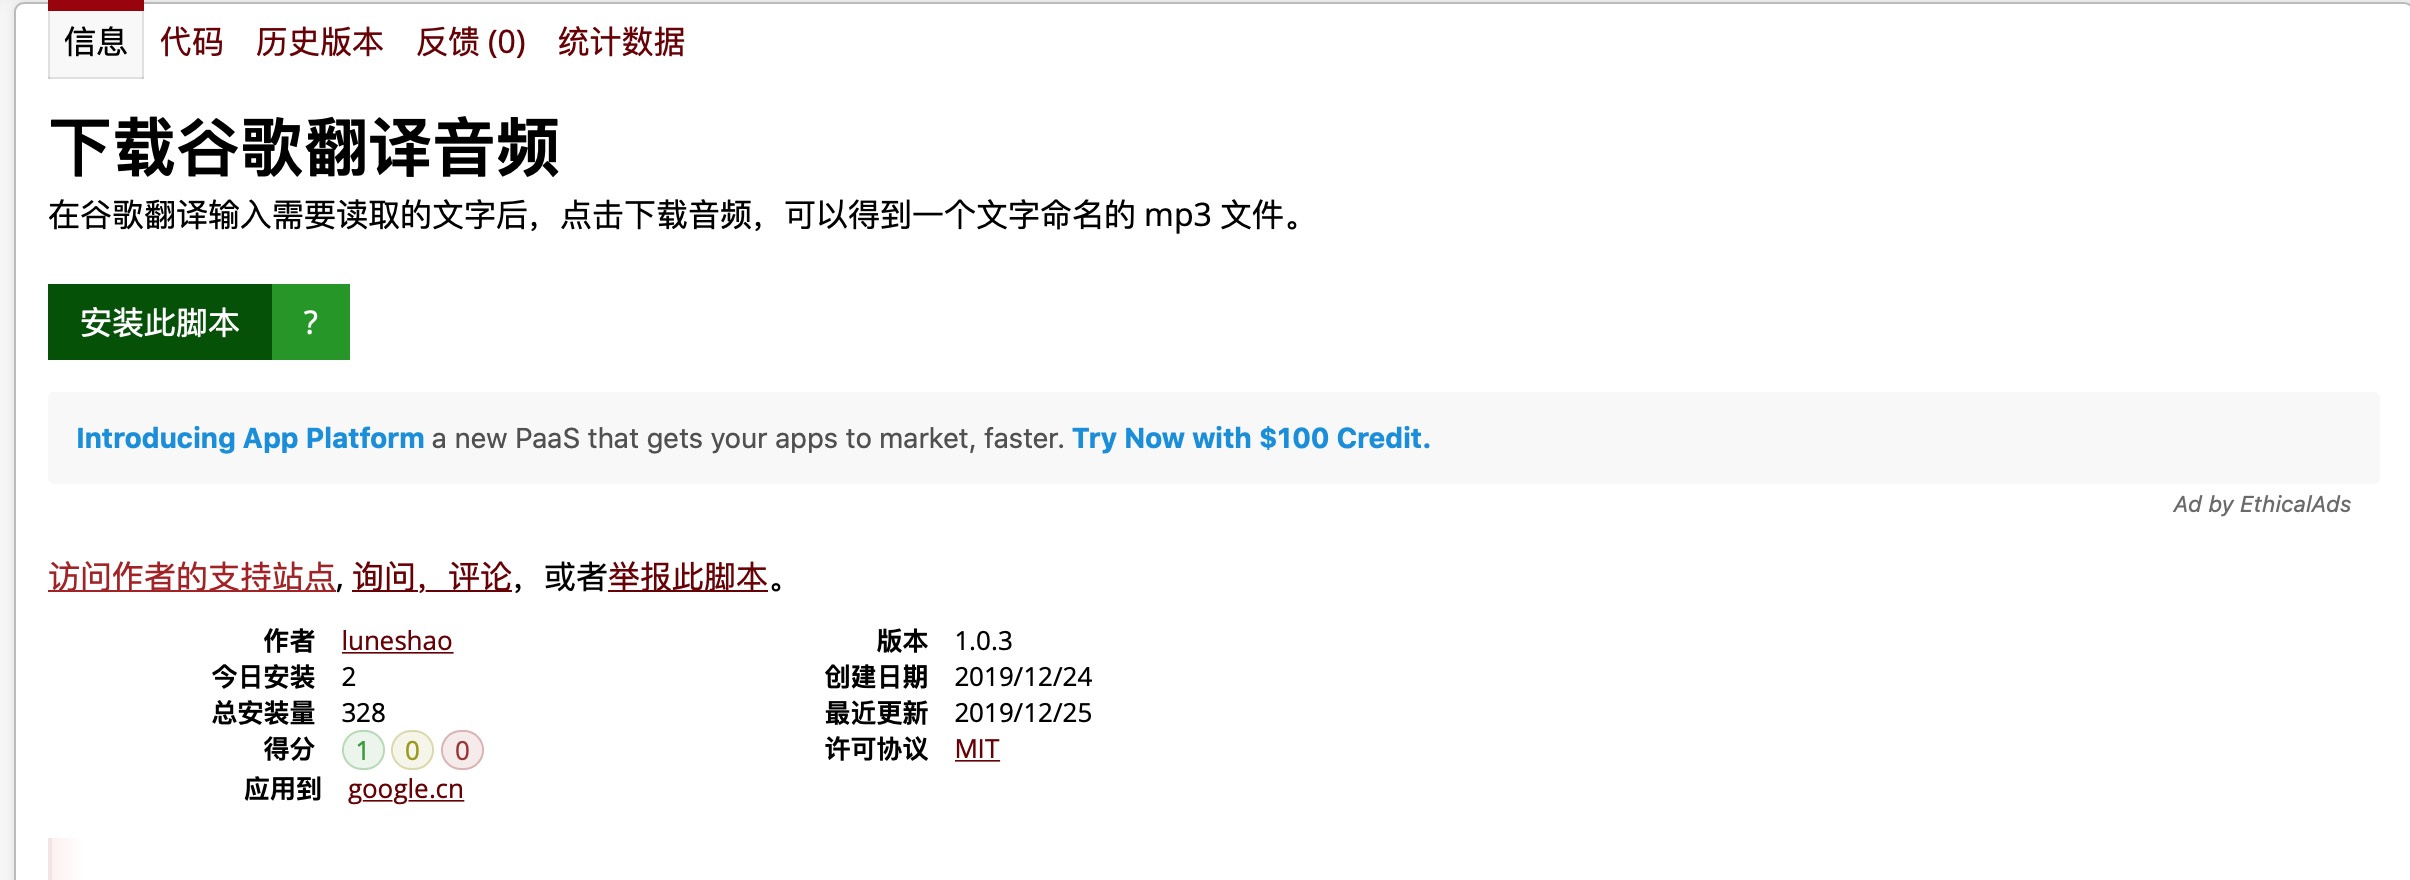 信息 代码 历史版本 反馈 (0) 统计数据
下载谷歌翻译音频
在谷歌翻译输入需要读取的文字后，点击下载音频，可以得到一个文字命名的 mp3 文件。
安装此脚本 ?
Introducing App Platform a new PaaS that gets your apps to market, faster. Try Now with $100 Credit.
Ad by EthicalAds
访问作者的支持站点, 询问，评论，或者举报此脚本。
作者 luneshao 版本 1.0.3
今日安装 2 创建日期 2019/12/24
总安装量 328 最近更新 2019/12/25
得分 1 0 0 许可协议 MIT
应用到 google.cn